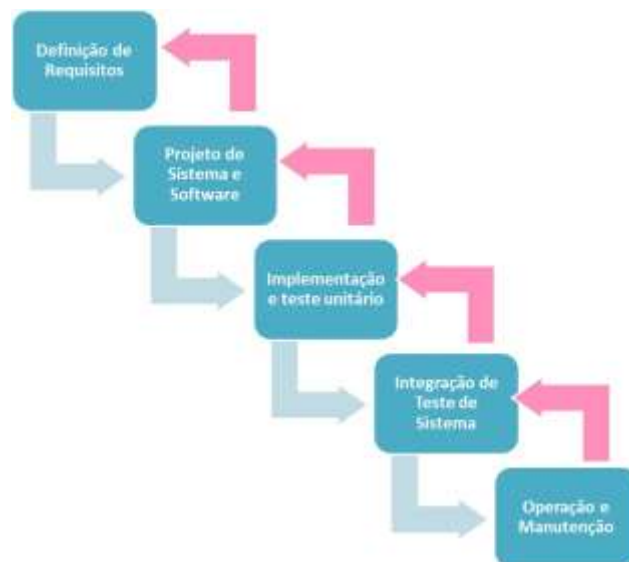 Definição de
Requisitos
Projeto de
Sistema e
Software
Implementação
e teste unitário
Integração de
Teste de
Sistema
Operação e
Manutenção